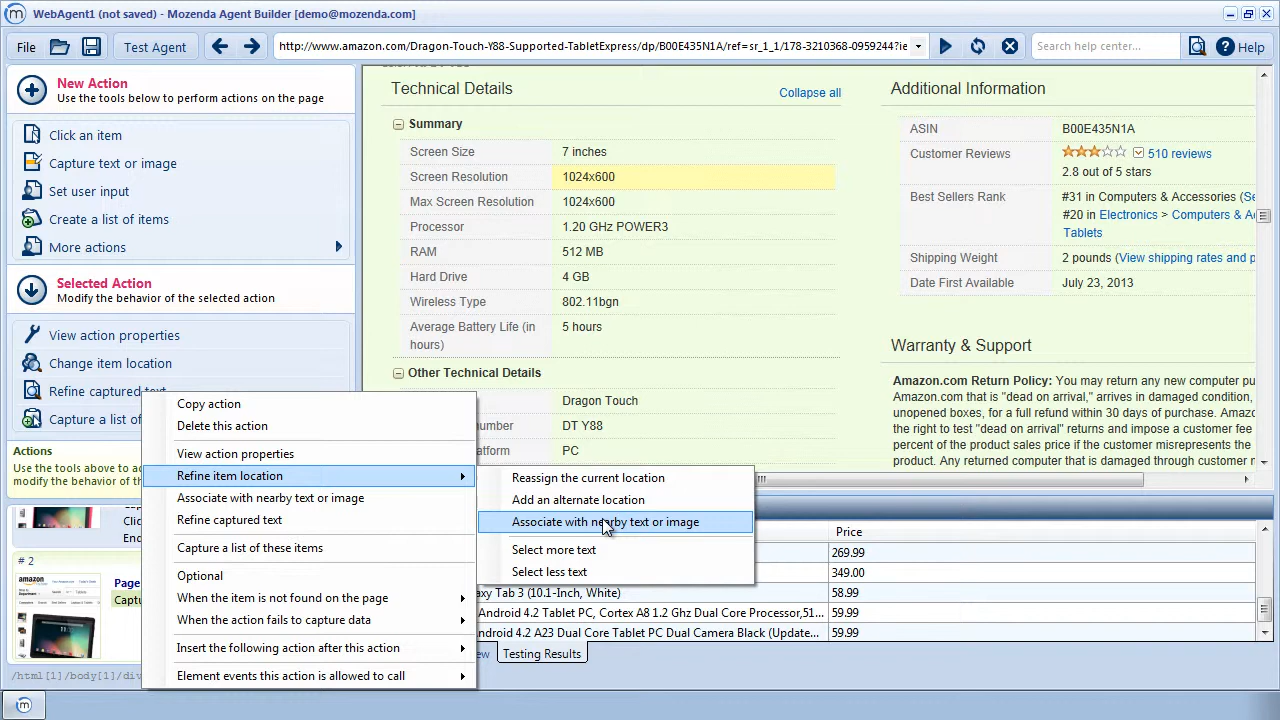 WebAgent1 (not saved) - Mozenda Agent Builder [demo@mozenda.com]
File
Test Agent
http://www.amazon.com/Dragon-Touch-Y88-Supported-TabletExpress/dp/B00E435N1A/ref=sr_1_1/178-3210368-0959244?ie
Search help center...
Help
New Action
Use the tools below to perform actions on the page
Click an item
Capture text or image
Set user input
Create a list of items
More actions
Selected Action
Modify the behavior of the selected action
View action properties
Change item location
Refine captured text
Capture a list of
Actions
Use the tools above to a
modify the behavior of th
Click
End
# 2
amazon
Page
Captu
/html[1]/body[1]/div
Technical Details
Collapse all
Summary
Screen Size 7 inches
Screen Resolution 1024x600
Max Screen Resolution 1024x600
Processor 1.20 GHz POWER3
RAM 512 MB
Hard Drive 4 GB
Wireless Type 802.11bgn
Average Battery Life (in 5 hours
hours)
Other Technical Details
Dragon Touch
number DT Y88
atform PC
Additional Information
ASIN B00E435N1A
Customer Reviews 510 reviews
2.8 out of 5 stars
Best Sellers Rank #31 in Computers & Accessories (Se
#20 in Electronics > Computers & Ac
Tablets
Shipping Weight 2 pounds (View shipping rates and p
Date First Available July 23, 2013
Warranty & Support
Amazon.com Return Policy: You may return any new computer pu
Amazon.com that is "dead on arrival," arrives in damaged condition,
unopened boxes, for a full refund within 30 days of purchase. Amazo
the right to test "dead on arrival" returns and impose a customer fee
percent of the product sales price if the customer misrepresents the
product. Any returned computer that is damaged through custome
Copy action
Delete this action
View action properties
Refine item location
Associate with nearby text or image
Refine captured text
Capture a list of these items
Optional
When the item is not found on the page
When the action fails to capture data
Insert the following action after this action
Element events this action is allowed to call
Reassign the current location
Add an alternate location
Associate with nearby text or image
Select more text
Select less text
Price
269.99
349.00
axy Tab 3 (10.1-Inch, White) 58.99
Android 4.2 Tablet PC, Cortex A8 1.2 Ghz Dual Core Processor,51... 59.99
ndroid 4.2 A23 Dual Core Tablet PC Dual Camera Black (Update... 59.99
ew
Testing Results